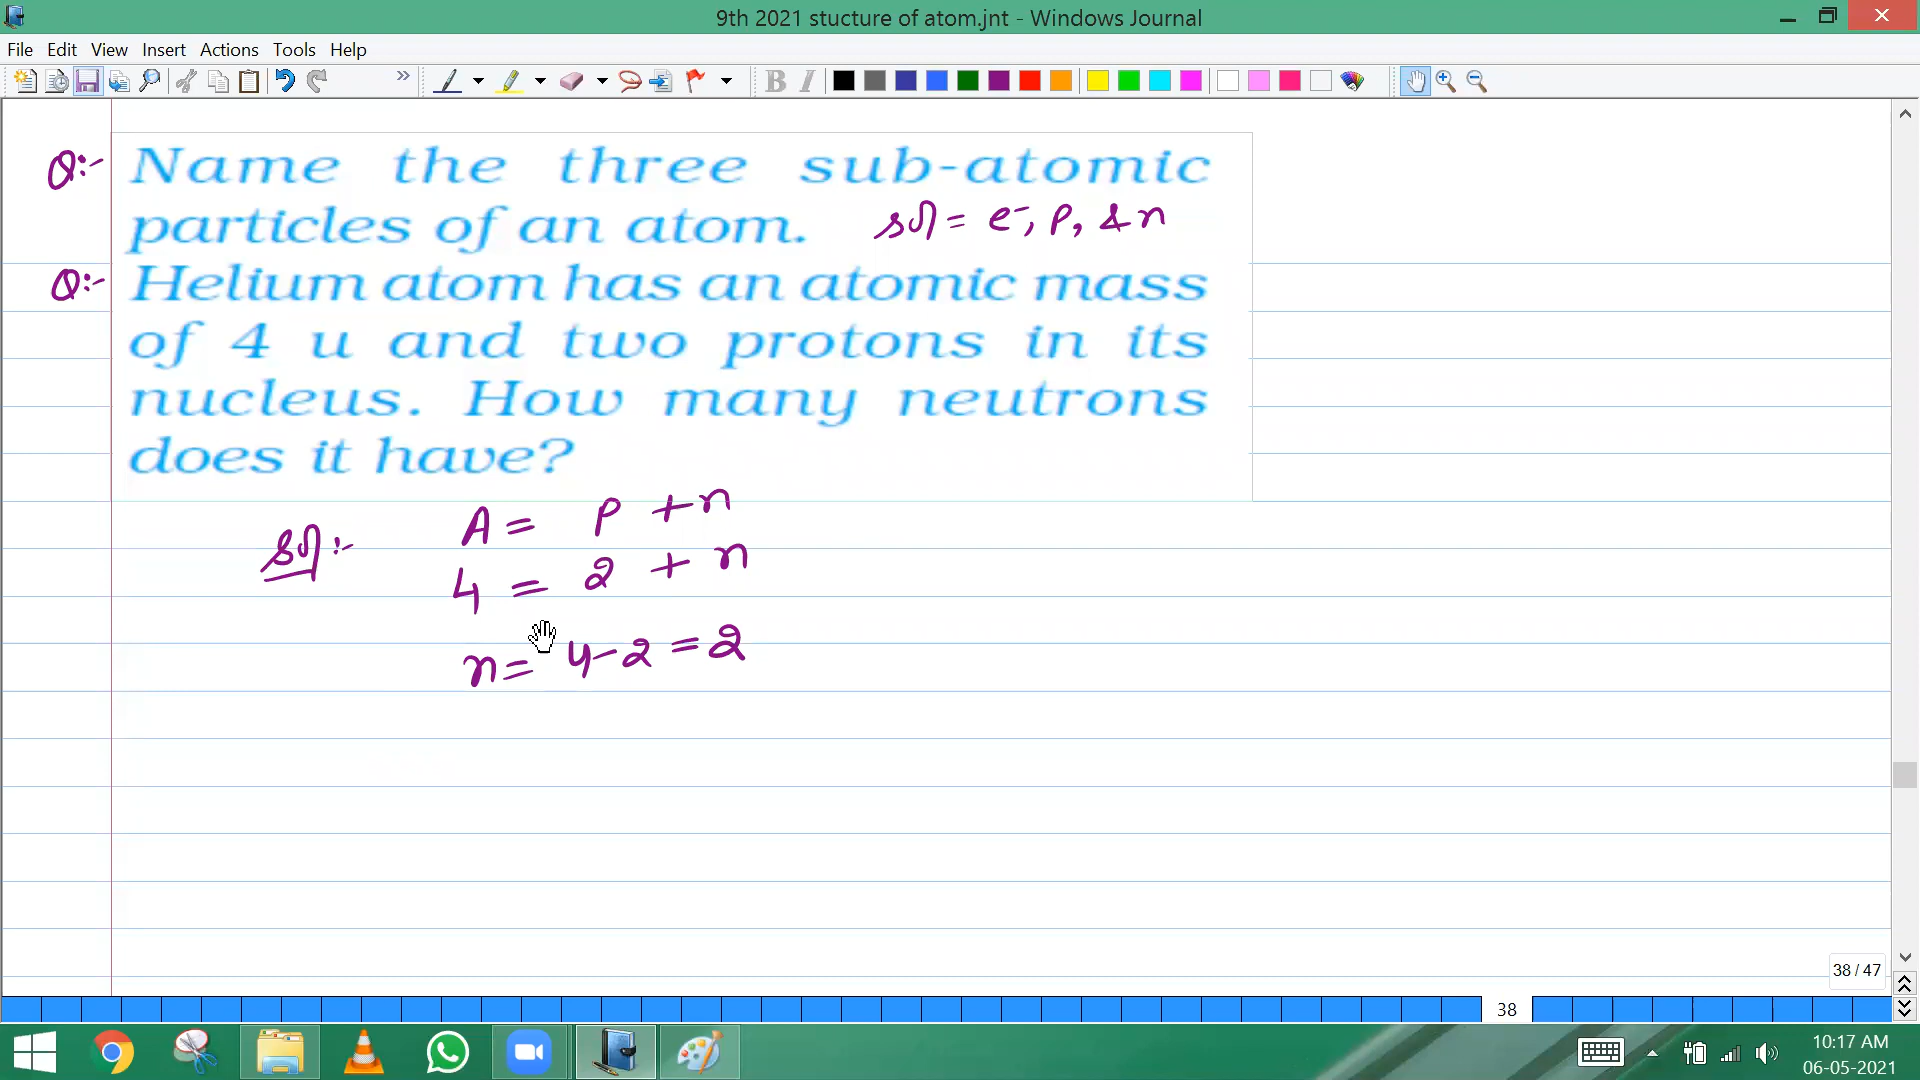 9th 2021 stucture of atom.jnt - Windows Journal
File Edit View Insert Actions Tools Help
Q:- Name the three sub-atomic
particles of an atom. sol = e-, p, & n
Q:- Helium atom has an atomic mass
of 4 u and two protons in its
nucleus. How many neutrons
does it have?
Sol:- A = P + n
4 = 2 + n
n = 4-2 = 2
38 / 47
38
10:17 AM
06-05-2021